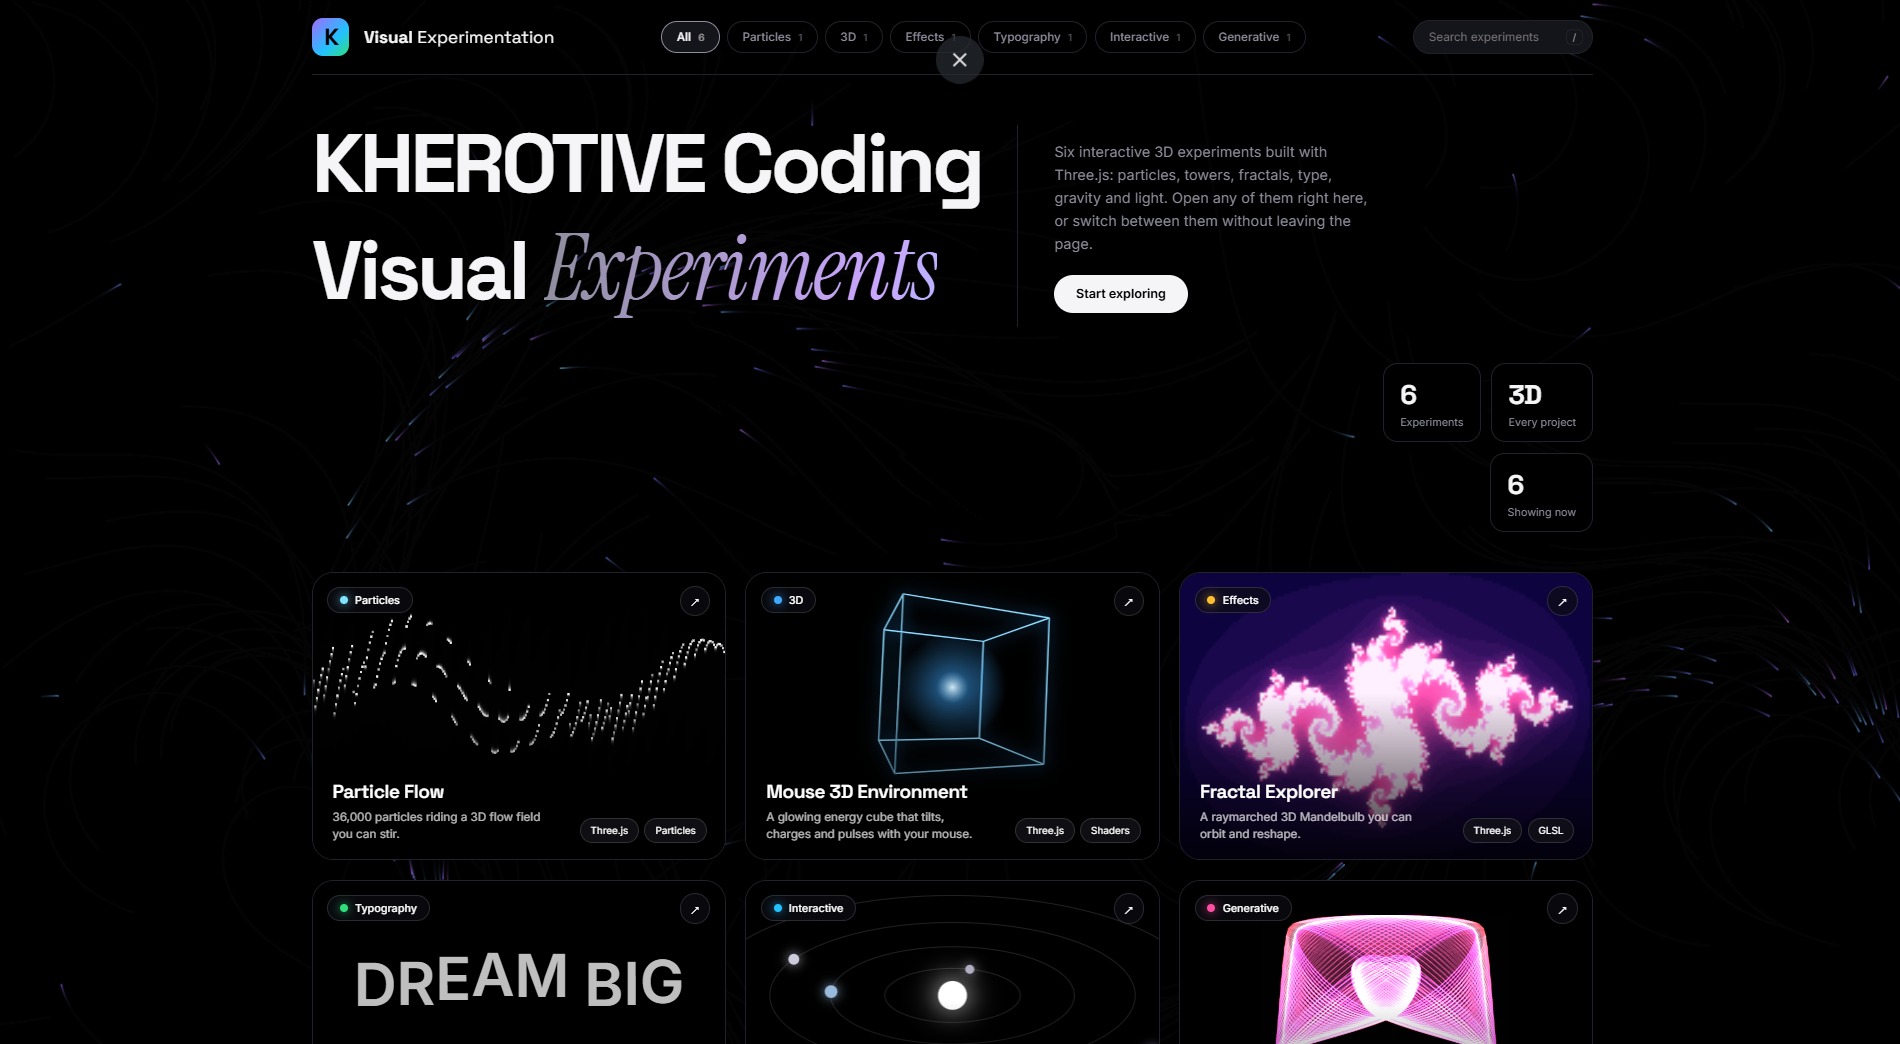 K Visual Experimentation
All 6
Particles 1
3D 1
Effects 1
Typography 1
Interactive 1
Generative 1
Search experiments /
KHEROTIVE Coding
Visual Experiments
Six interactive 3D experiments built with
Three.js: particles, towers, fractals, type,
gravity and light. Open any of them right here,
or switch between them without leaving the
page.
Start exploring
6
Experiments
3D
Every project
6
Showing now
Particles
Particle Flow
36,000 particles riding a 3D flow field
you can stir.
Three.js
Particles
3D
Mouse 3D Environment
A glowing energy cube that tilts,
charges and pulses with your mouse.
Three.js
Shaders
Effects
Fractal Explorer
A raymarched 3D Mandelbulb you can
orbit and reshape.
Three.js
GLSL
Typography
DREAM BIG
Interactive
Generative